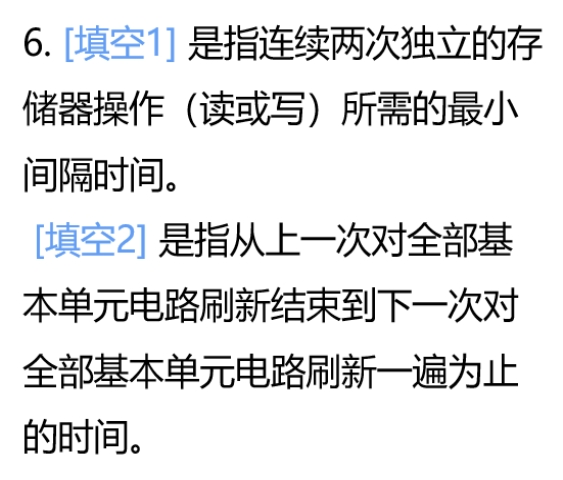 6. [填空1] 是指连续两次独立的存
储器操作（读或写）所需的最小
间隔时间。
[填空2] 是指从上一次对全部基
本单元电路刷新结束到下一次对
全部基本单元电路刷新一遍为止
的时间。